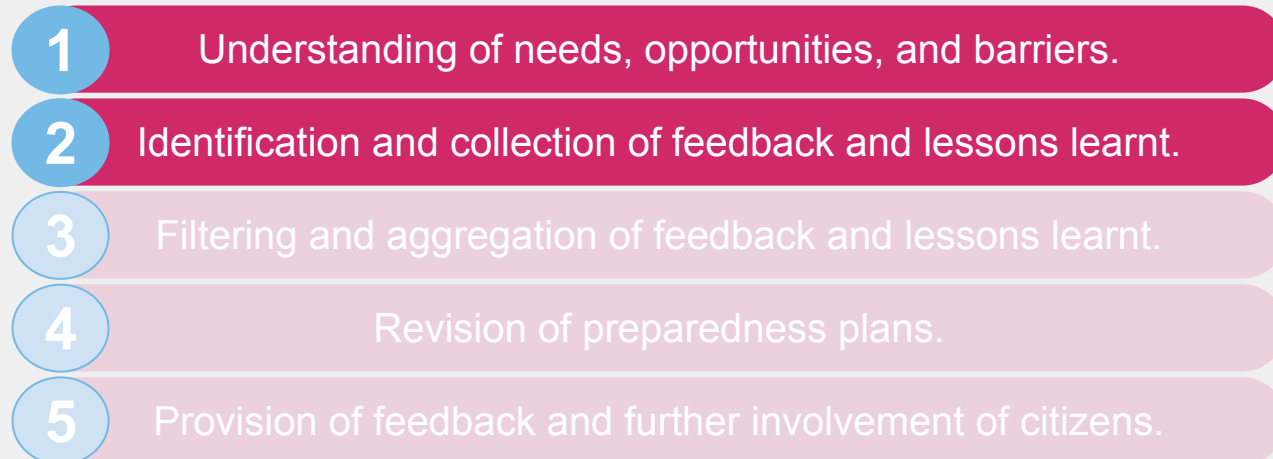 1 Understanding of needs, opportunities, and barriers.
2 Identification and collection of feedback and lessons learnt.
3 Filtering and aggregation of feedback and lessons learnt.
4 Revision of preparedness plans.
5 Provision of feedback and further involvement of citizens.